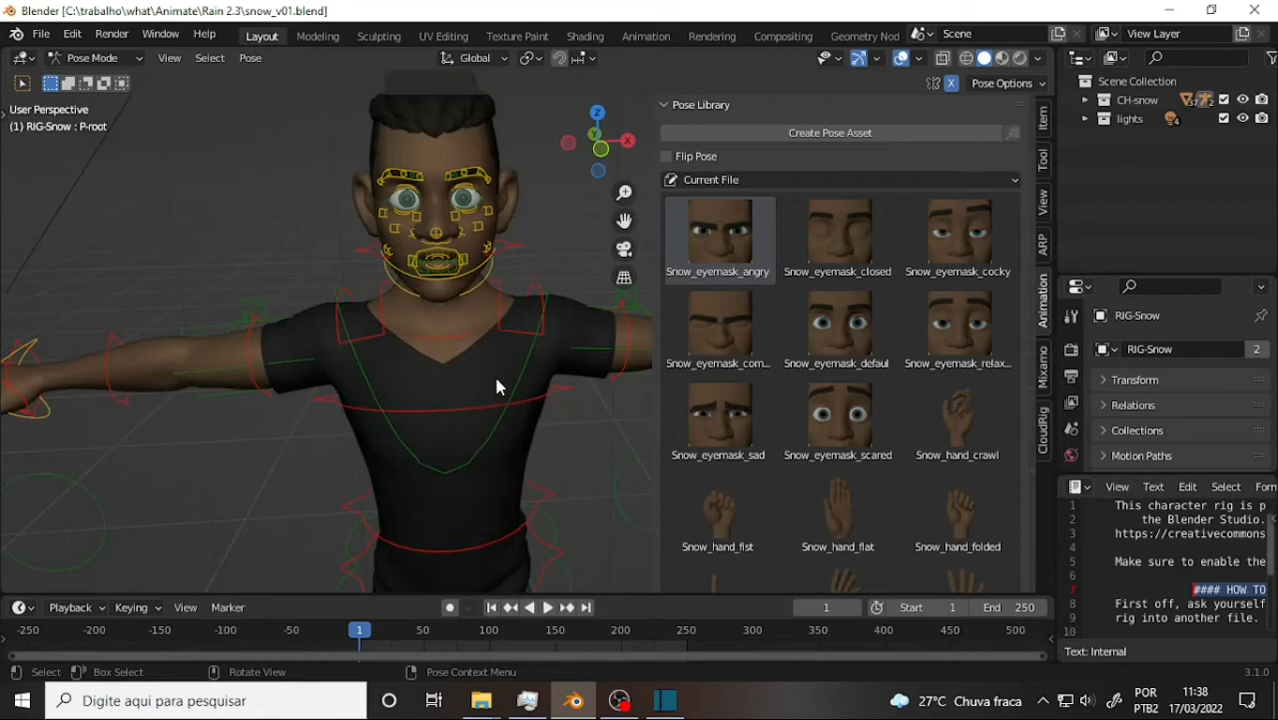 Blender [C:\trabalho\what\Animate\Rain 2.3\snow_v01.blend]
File Edit Render Window Help Layout Modeling Sculpting UV Editing Texture Paint Shading Animation Rendering Compositing Geometry Nod Scene View Layer
Pose Mode View Select Pose Global
Pose Options
User Perspective
(1) RIG-Snow : P-root
Z
Y
X
Pose Library
Create Pose Asset
Flip Pose
Current File
Snow_eyemask_angry Snow_eyemask_closed Snow_eyemask_cocky
Snow_eyemask_com... Snow_eyemask_defaul Snow_eyemask_relax...
Snow_eyemask_sad Snow_eyemask_scared Snow_hand_crawl
Snow_hand_fist Snow_hand_flat Snow_hand_folded
Item
Tool
View
ARP
Animation
Mixamo
CloudRig
Scene Collection
CH-snow 2
lights 4
RIG-Snow
RIG-Snow 2
Transform
Relations
Collections
Motion Paths
View Text Edit Select Form
1 This character rig is p
2 the Blender Studio.
3 https://creativecommons
4
5 Make sure to enable the
6
7 #### HOW TO
8 First off, ask yourself
9 rig into another file.
10
Text: Internal
Playback Keying View Marker 1 Start 1 End 250
-250 -200 -150 -100 -50 1 50 100 150 200 250 300 350 400 450 500
Select Box Select Rotate View Pose Context Menu 3.1.0
Digite aqui para pesquisar 27°C Chuva fraca POR PTB2 11:38 17/03/2022